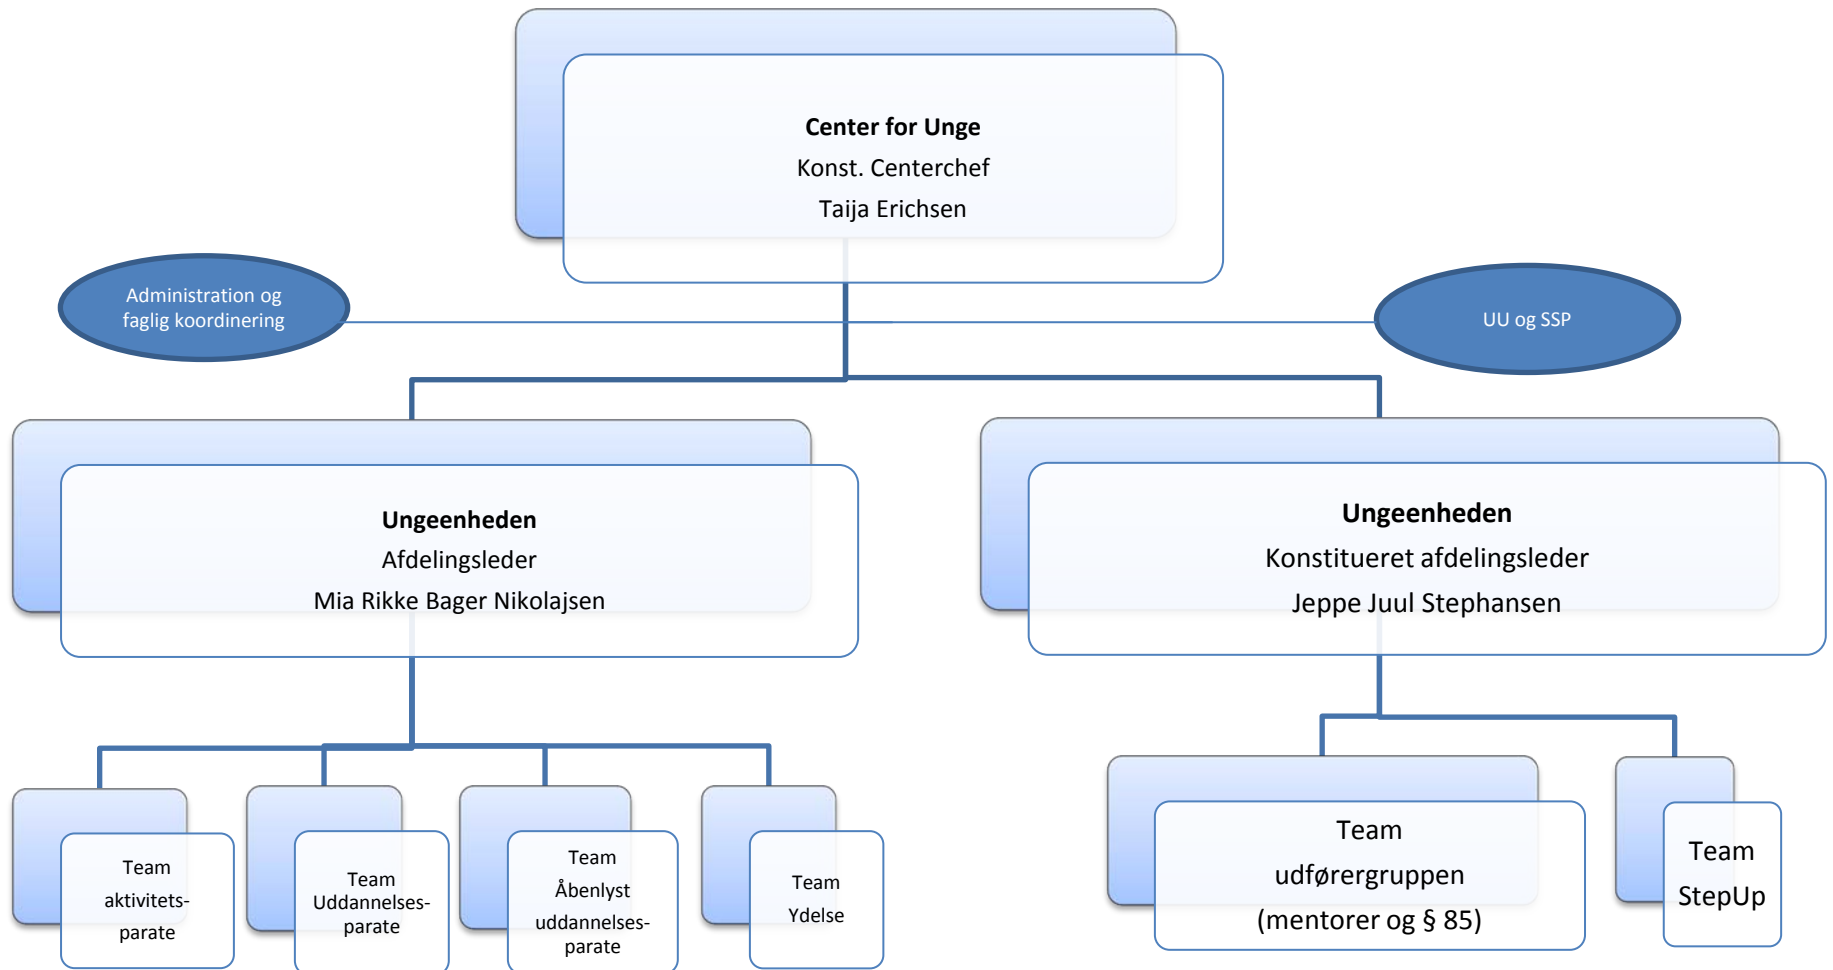 Center for Unge
Konst. Centerchef
Taija Erichsen
Administration og
faglig koordinering
UU og SSP
Ungeenheden
Afdelingsleder
Mia Rikke Bager Nikolajsen
Ungeenheden
Konstitueret afdelingsleder
Jeppe Juul Stephansen
Team
aktivitets-
parate
Team
Uddannelses-
parate
Team
Åbenlyst
uddannelses-
parate
Team
Ydelse
Team
udførergruppen
(mentorer og § 85)
Team
StepUp